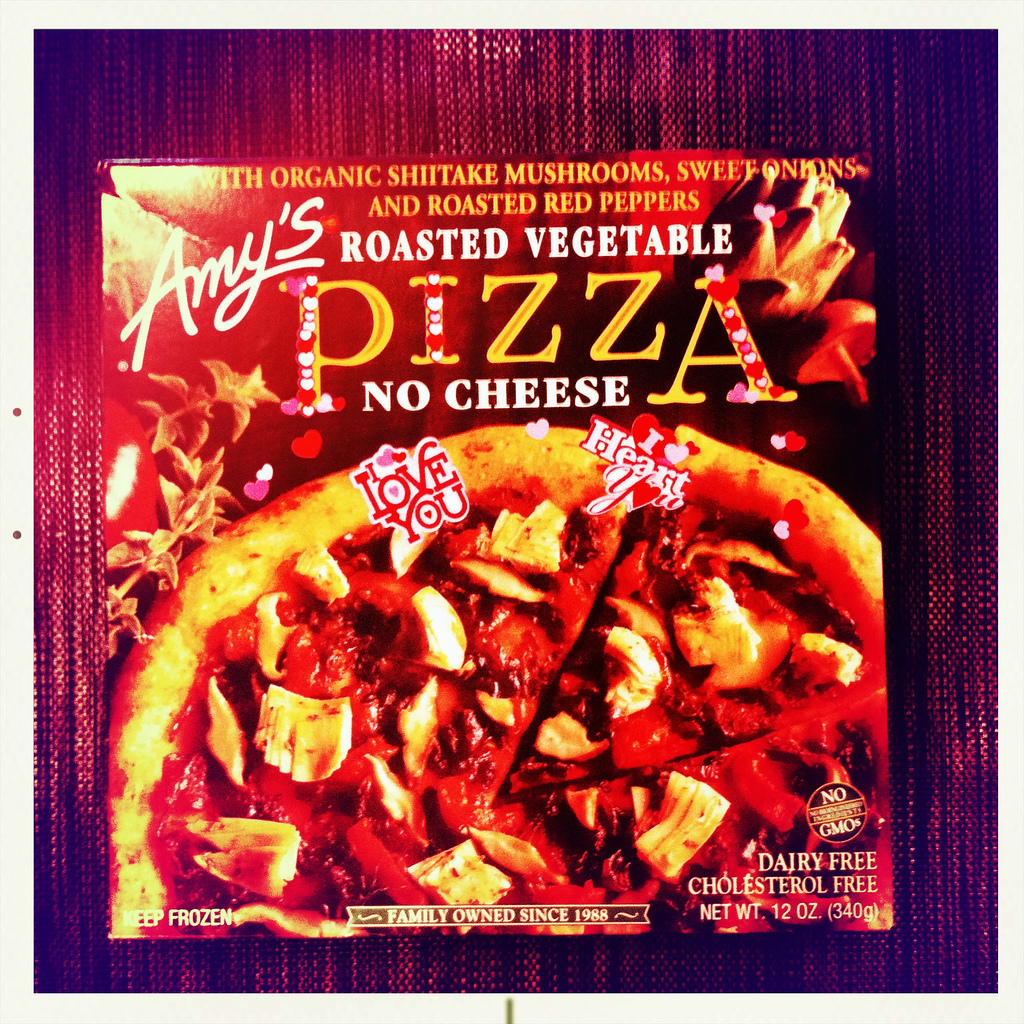 WITH ORGANIC SHIITAKE MUSHROOMS, SWEET ONIONS
AND ROASTED RED PEPPERS
Amy's
®
ROASTED VEGETABLE
PIZZA
NO CHEESE
I
LOVE
YOU
I
Heart
You
NO
GMOs
DAIRY FREE
CHOLESTEROL FREE
NET WT. 12 OZ. (340g)
KEEP FROZEN
FAMILY OWNED SINCE 1988